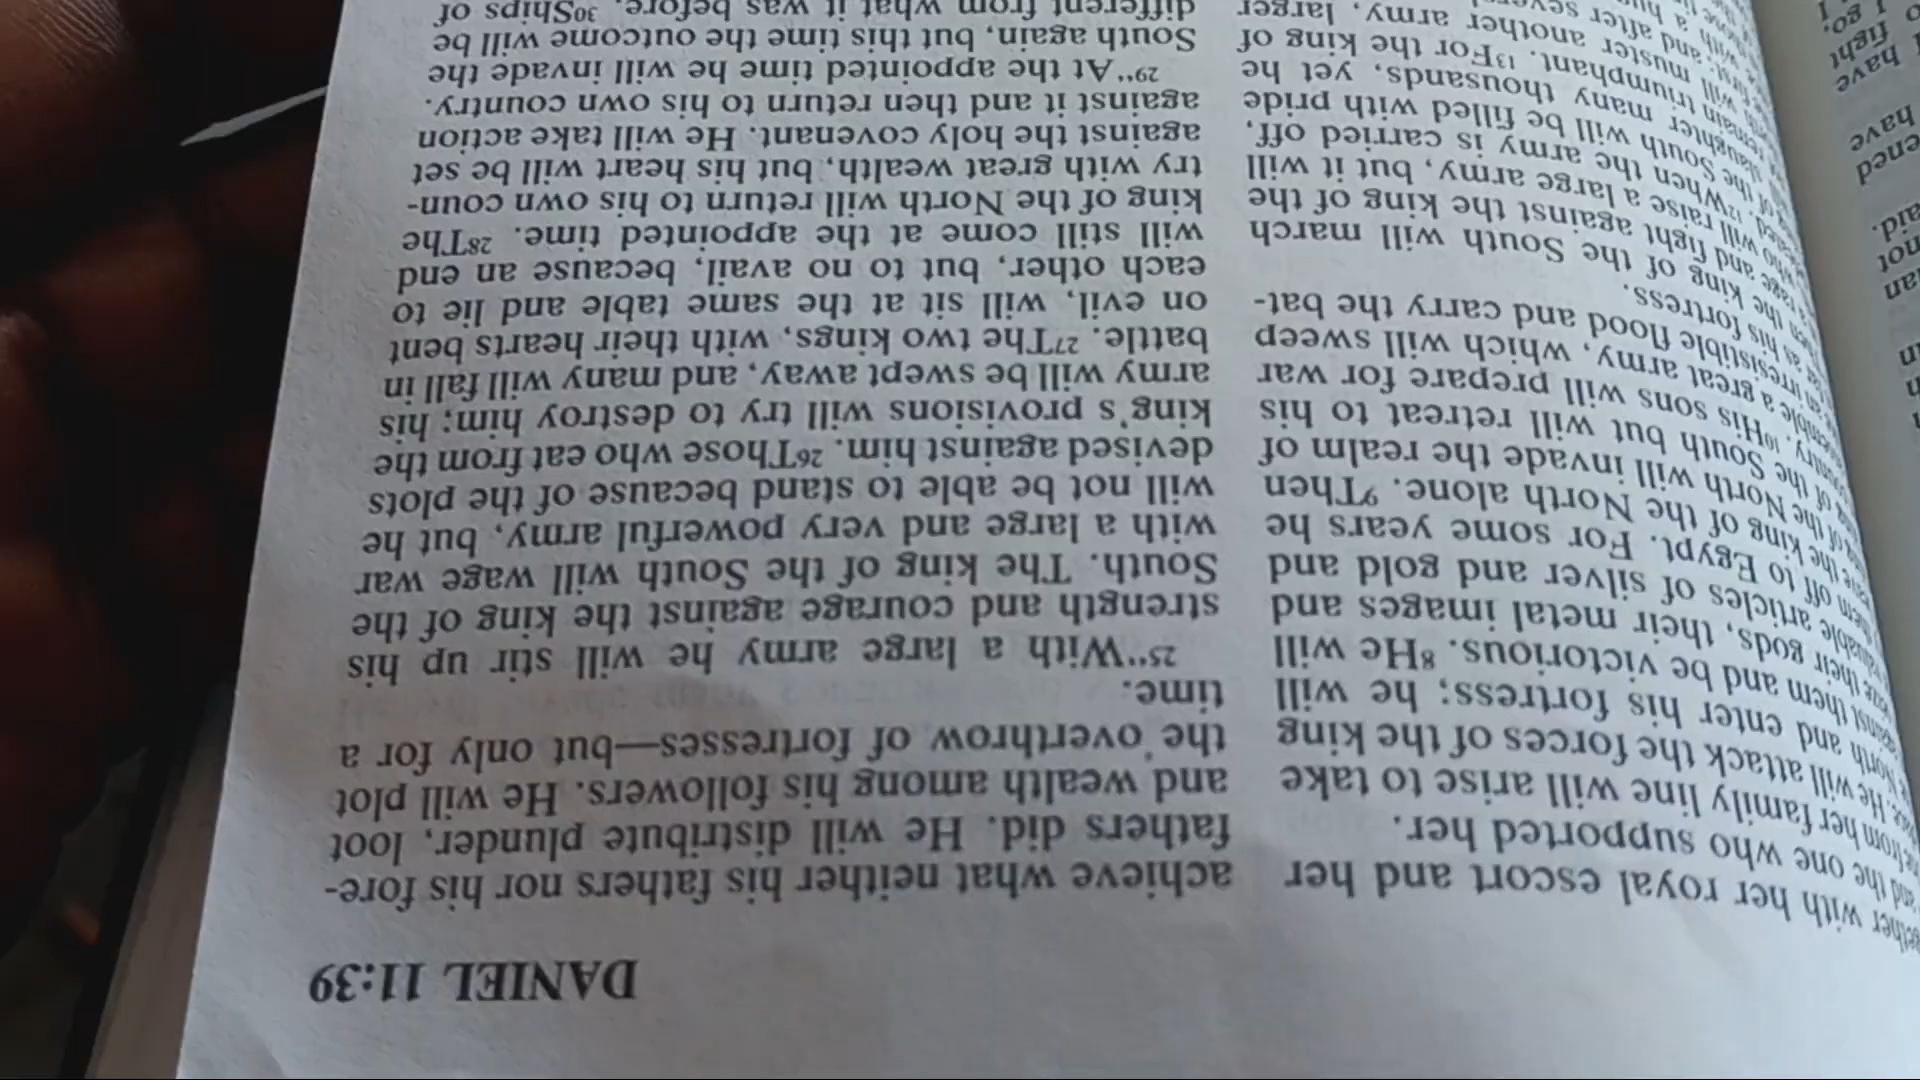 DANIEL 11:39
with her royal escort and her
and the one who supported her.
from her family line will arise to take
He will attack the forces of the king
North and enter his fortress; he will
against them and be victorious. 8He will
their gods, their metal images and
valuable articles of silver and gold and
them off to Egypt. For some years he
the king of the North alone. 9Then
of the North will invade the realm of
of the South but will retreat to his
country. 10His sons will prepare for war
a great army, which will sweep
an irresistible flood and carry the bat-
as his fortress.
the king of the South will march
rage and fight against the king of the
who will raise a large army, but it will
12When the army is carried off,
of the South will be filled with pride
slaughter many thousands, yet he
remain triumphant. 13For the king of
will muster another army, larger
and after
achieve what neither his fathers nor his fore-
fathers did. He will distribute plunder, loot
and wealth among his followers. He will plot
the overthrow of fortresses—but only for a
time.
25"With a large army he will stir up his
strength and courage against the king of the
South. The king of the South will wage war
with a large and very powerful army, but he
will not be able to stand because of the plots
devised against him. 26Those who eat from the
king's provisions will try to destroy him; his
army will be swept away, and many will fall in
battle. 27The two kings, with their hearts bent
on evil, will sit at the same table and lie to
each other, but to no avail, because an end
will still come at the appointed time. 28The
king of the North will return to his own coun-
try with great wealth, but his heart will be set
against the holy covenant. He will take action
against it and then return to his own country.
29"At the appointed time he will invade the
South again, but this time the outcome will be
different from what it was before. 30Ships of